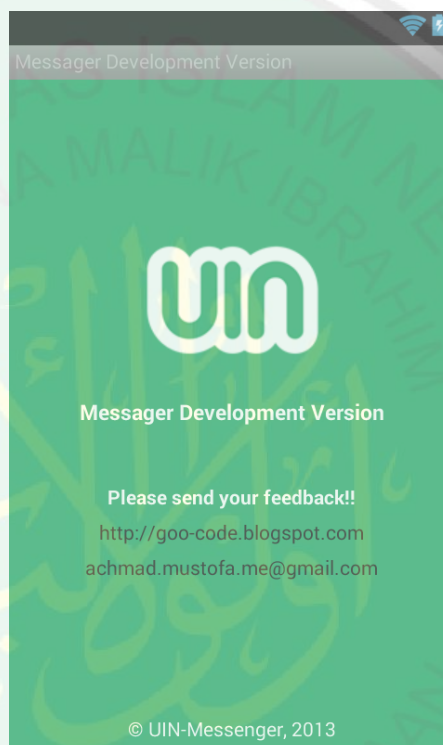 Messager Development Version
UIN
Messager Development Version
Please send your feedback!!
http://goo-code.blogspot.com
achmad.mustofa.me@gmail.com
© UIN-Messenger, 2013